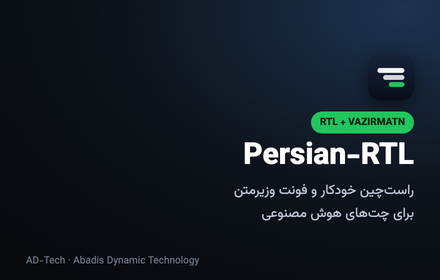 RTL + VAZIRMATN
Persian-RTL
راست‌چین خودکار و فونت وزیرمتن
برای چت‌های هوش مصنوعی
AD-Tech · Abadis Dynamic Technology